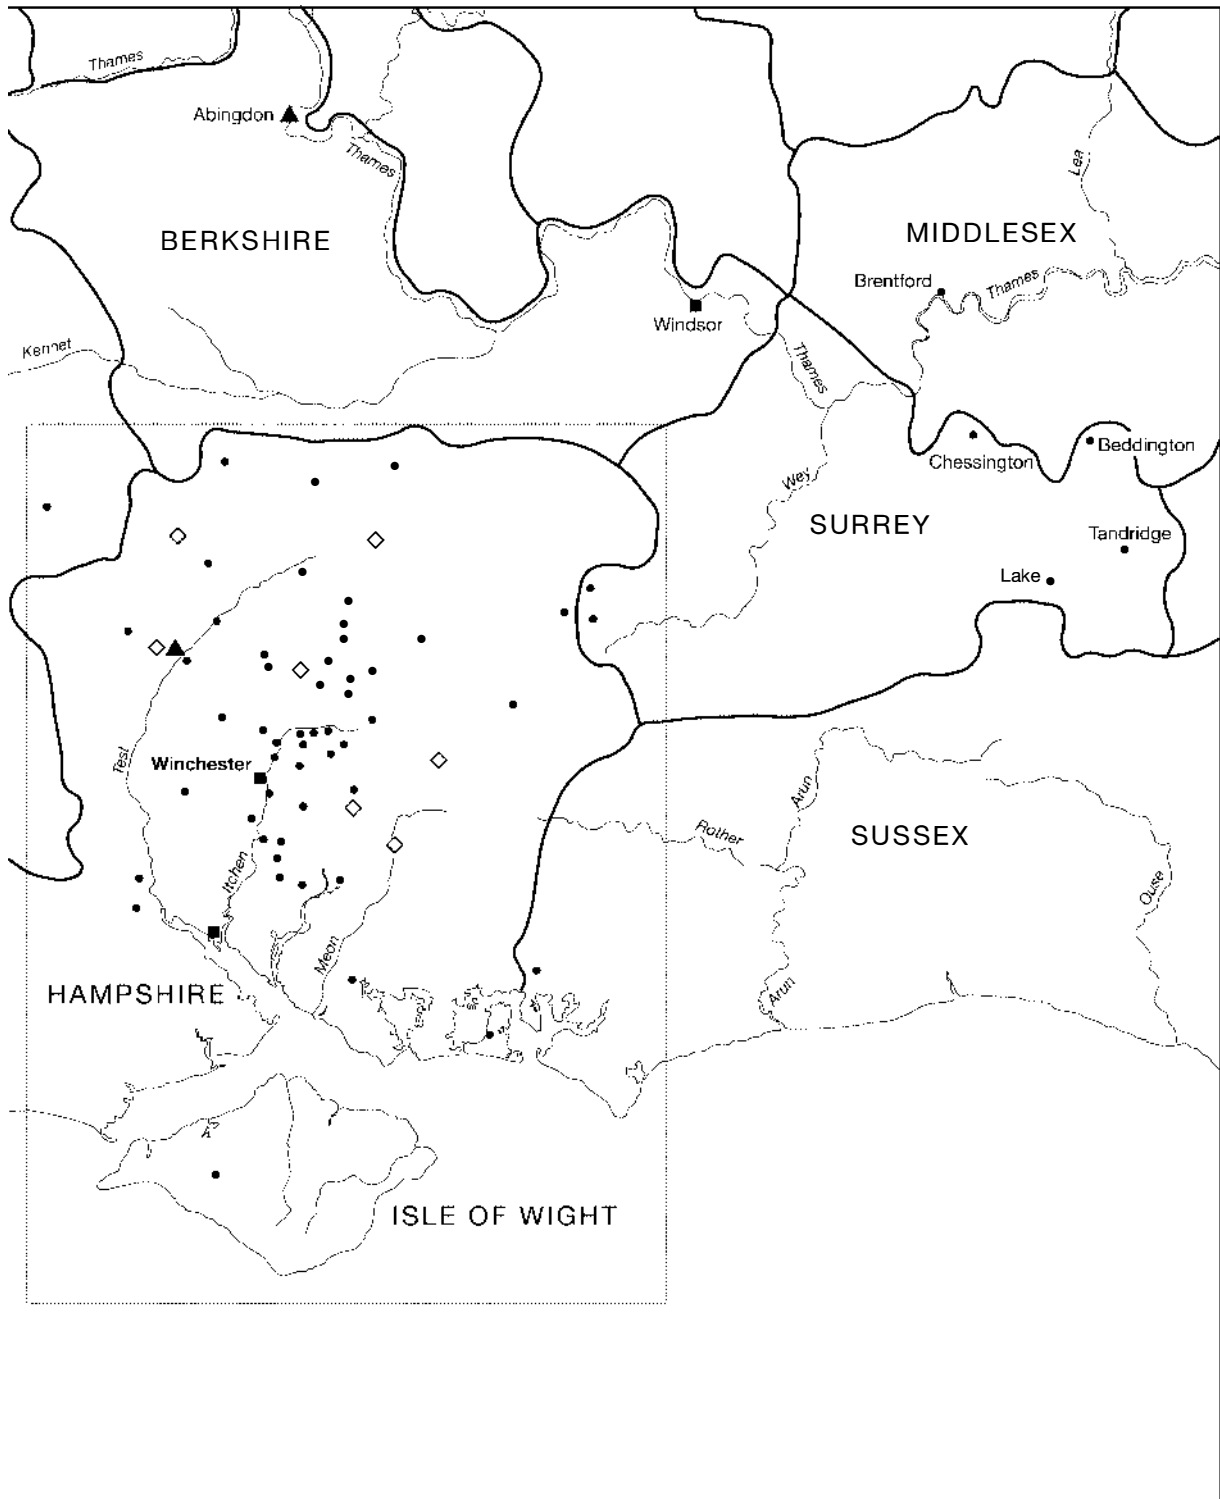 Thames
Abingdon
Thames
Lea
BERKSHIRE
MIDDLESEX
Brentford
Thames
Windsor
Kennet
Thames
Beddington
Chessington
Wey
SURREY
Tandridge
Lake
Test
Winchester
Arun
Rother
SUSSEX
Itchen
Ouse
Meon
HAMPSHIRE
Arun
ISLE OF WIGHT